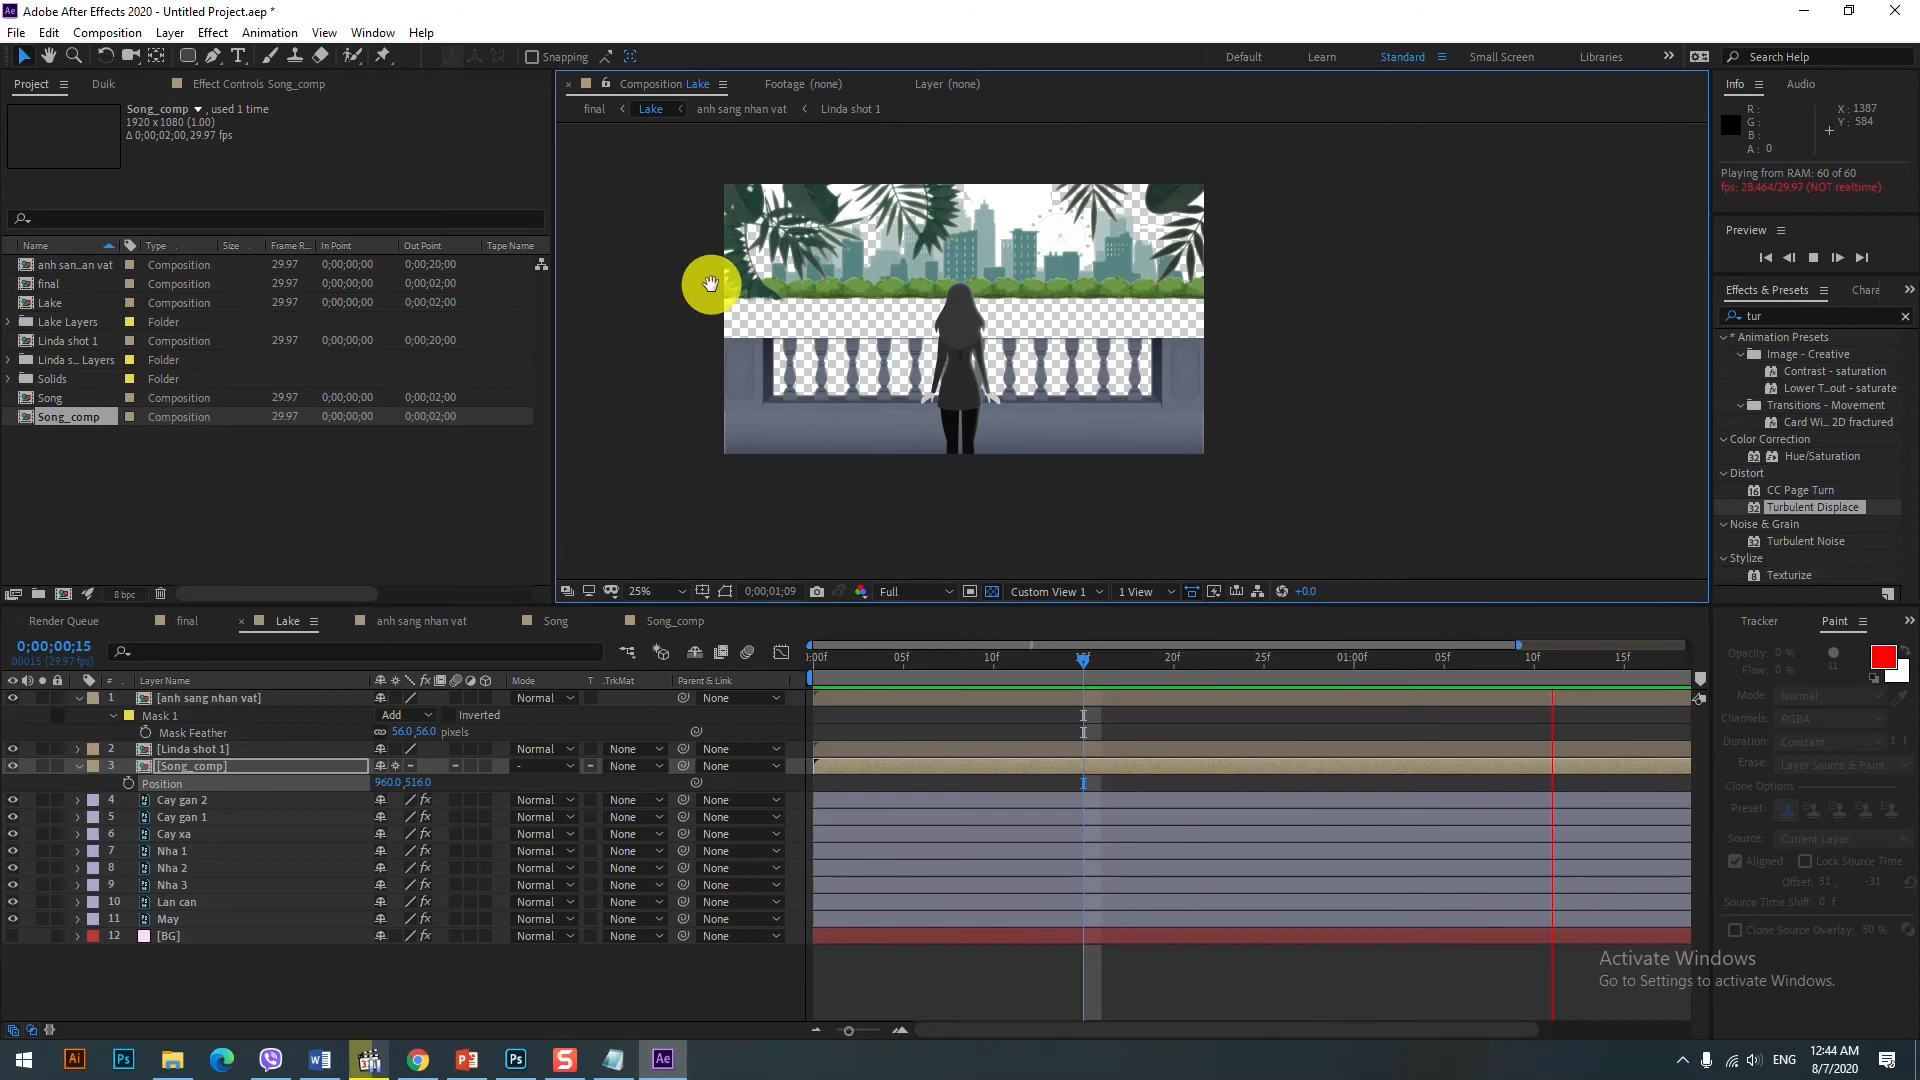 Adobe After Effects 2020 - Untitled Project.aep *
File Edit Composition Layer Effect Animation View Window Help
Snapping
Default Learn Standard Small Screen Libraries
Search Help
Project Duik Effect Controls Song_comp
Song_comp , used 1 time
1920 x 1080 (1.00)
Δ 0;00;02;00, 29.97 fps
Name Type Size Frame R... In Point Out Point Tape Name
anh san...an vat Composition 29.97 0;00;00;00 0;00;20;00
final Composition 29.97 0;00;00;00 0;00;02;00
Lake Composition 29.97 0;00;00;00 0;00;02;00
Lake Layers Folder
Linda shot 1 Composition 29.97 0;00;00;00 0;00;20;00
Linda s... Layers Folder
Solids Folder
Song Composition 29.97 0;00;00;00 0;00;02;00
Song_comp Composition 29.97 0;00;00;00 0;00;02;00
8 bpc
Composition Lake Footage (none) Layer (none)
final Lake anh sang nhan vat Linda shot 1
25% 0;00;01;09 Full Custom View 1 1 View +0.0
Info Audio
R :
G :
B :
A : 0
X : 1387
Y : 584
Playing from RAM: 60 of 60
fps: 28.464/29.97 (NOT realtime)
Preview
Effects & Presets Chara
tur
* Animation Presets
Image - Creative
Contrast - saturation
Lower T...out - saturate
Transitions - Movement
Card Wi... 2D fractured
Color Correction
Hue/Saturation
Distort
CC Page Turn
Turbulent Displace
Noise & Grain
Turbulent Noise
Stylize
Texturize
Render Queue final Lake anh sang nhan vat Song Song_comp
0;00;00;15
00015 (29.97 fps)
:00f 05f 10f 15f 20f 25f 01:00f 05f 10f 15f
# Layer Name Mode T .TrkMat Parent & Link
1 [anh sang nhan vat] Normal None
Mask 1 Add Inverted
Mask Feather 56.0,56.0 pixels
2 [Linda shot 1] Normal None None
3 [Song_comp] - None None
Position 960.0,516.0
4 Cay gan 2 Normal None None
5 Cay gan 1 Normal None None
6 Cay xa Normal None None
7 Nha 1 Normal None None
8 Nha 2 Normal None None
9 Nha 3 Normal None None
10 Lan can Normal None None
11 May Normal None None
12 [BG] Normal None None
Tracker Paint
Opacity: 0 %
Flow: 0 %
11
Mode: Normal
Channels: RGBA
Duration: Constant 1 f
Erase: Layer Source & Paint
Clone Options
Preset:
Source: Current Layer
Aligned Lock Source Time
Offset: 51 , -31
Source Time Shift: 0 f
Clone Source Overlay: 50 %
Activate Windows
Go to Settings to activate Windows.
ENG
12:44 AM
8/7/2020